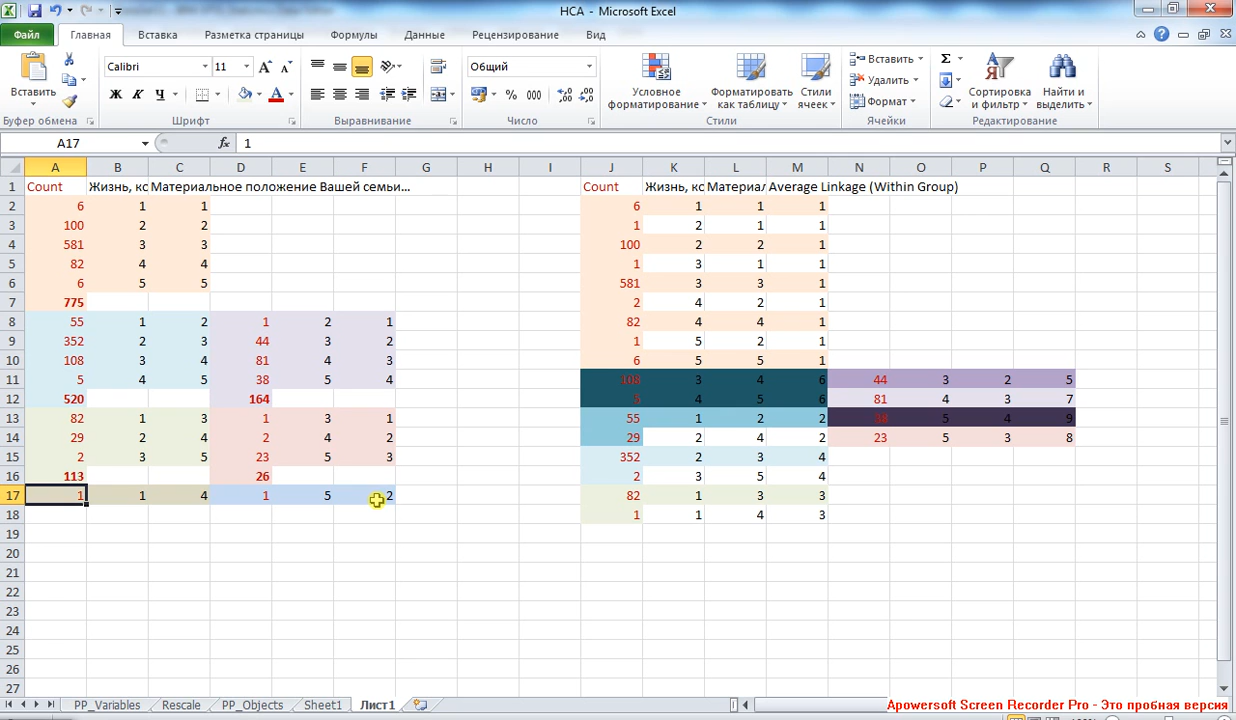 НСА - Microsoft Excel
Файл Главная Вставка Разметка страницы Формулы Данные Рецензирование Вид
Вставить
Calibri 11
Ж К Ч
Общий
% 000
Условное форматирование
Форматировать как таблицу
Стили ячеек
Вставить
Удалить
Формат
Σ
Сортировка и фильтр
Найти и выделить
Буфер обмена Шрифт Выравнивание Число Стили Ячейки Редактирование
A17 fx 1
A B C D E F G H I J K L M N O P Q R S
1 Count Жизнь, кс Материальное положение Вашей семьи... Count Жизнь, кс Материал Average Linkage (Within Group)
2 6 1 1 6 1 1 1
3 100 2 2 1 2 1 1
4 581 3 3 100 2 2 1
5 82 4 4 1 3 1 1
6 6 5 5 581 3 3 1
7 775 2 4 2 1
8 55 1 2 1 2 1 82 4 4 1
9 352 2 3 44 3 2 1 5 2 1
10 108 3 4 81 4 3 6 5 5 1
11 5 4 5 38 5 4 108 3 4 6 44 3 2 5
12 520 164 5 4 5 6 81 4 3 7
13 82 1 3 1 3 1 55 1 2 2 38 5 4 9
14 29 2 4 2 4 2 29 2 4 2 23 5 3 8
15 2 3 5 23 5 3 352 2 3 4
16 113 26 2 3 5 4
17 1 1 4 1 5 2 82 1 3 3
18 1 1 4 3
19
20
21
22
23
24
25
26
27
PP_Variables Rescale PP_Objects Sheet1 Лист1
Apowersoft Screen Recorder Pro - Это пробная версия